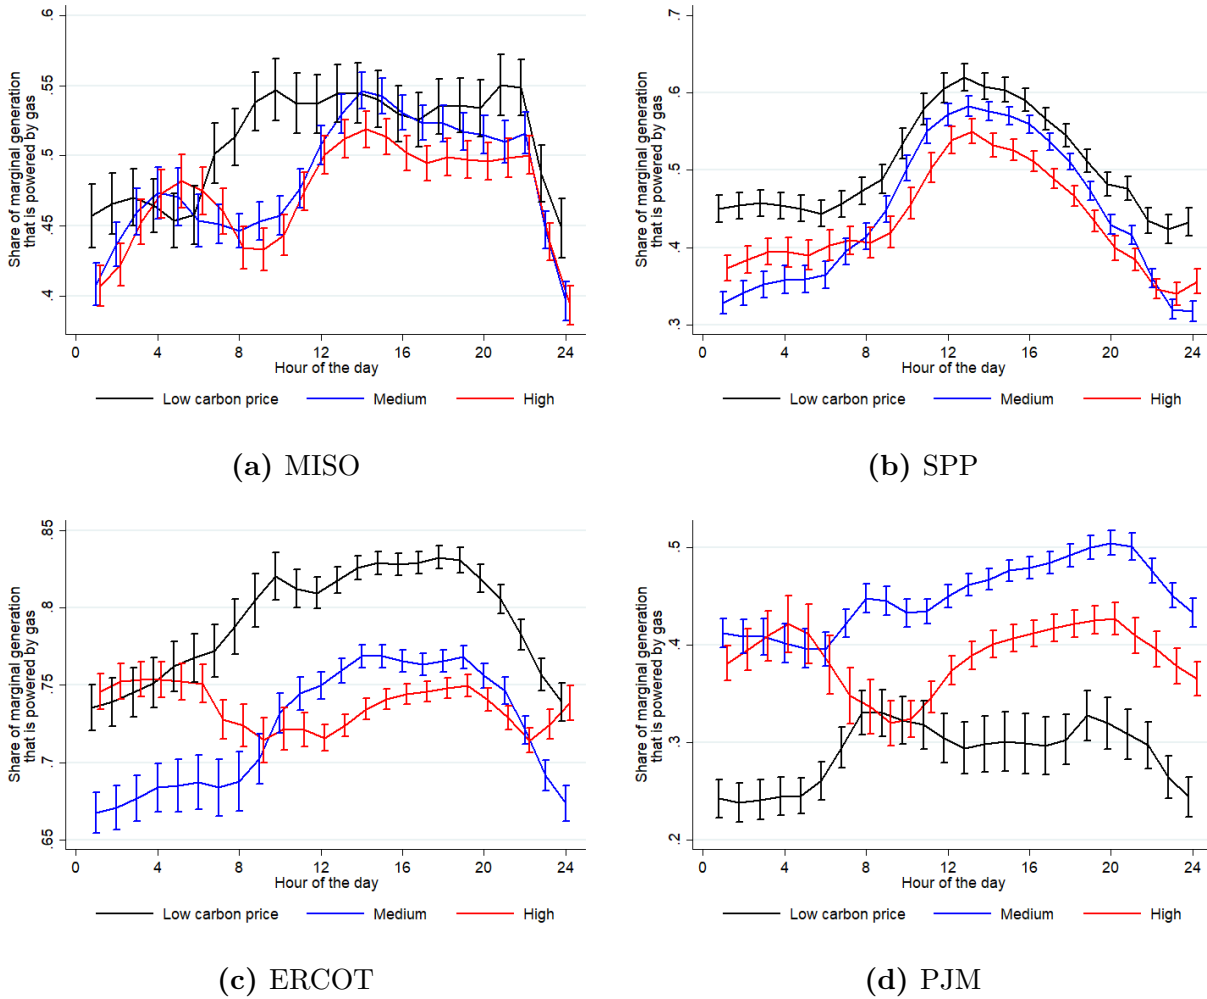 Share of marginal generation
that is powered by gas
.6
.55
.5
.45
.4
0 4 8 12 16 20 24
Hour of the day
Low carbon price Medium High
(a) MISO
Share of marginal generation
that is powered by gas
.7
.6
.5
.4
.3
0 4 8 12 16 20 24
Hour of the day
Low carbon price Medium High
(b) SPP
Share of marginal generation
that is powered by gas
.85
.8
.75
.7
.65
0 4 8 12 16 20 24
Hour of the day
Low carbon price Medium High
(c) ERCOT
Share of marginal generation
that is powered by gas
.5
.4
.3
.2
0 4 8 12 16 20 24
Hour of the day
Low carbon price Medium High
(d) PJM